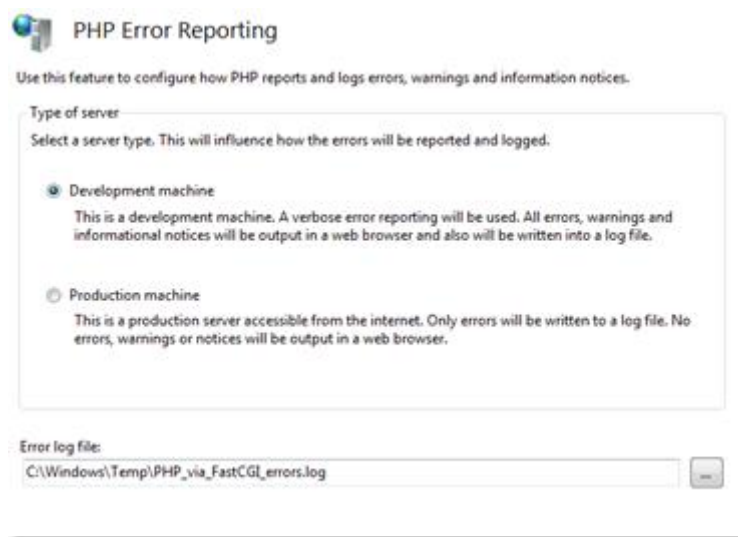 PHP Error Reporting
Use this feature to configure how PHP reports and logs errors, warnings and information notices.
Type of server
Select a server type. This will influence how the errors will be reported and logged.
Development machine
This is a development machine. A verbose error reporting will be used. All errors, warnings and
informational notices will be output in a web browser and also will be written into a log file.
Production machine
This is a production server accessible from the internet. Only errors will be written to a log file. No
errors, warnings or notices will be output in a web browser.
Error log file:
C:\Windows\Temp\PHP_via_FastCGI_errors.log
...